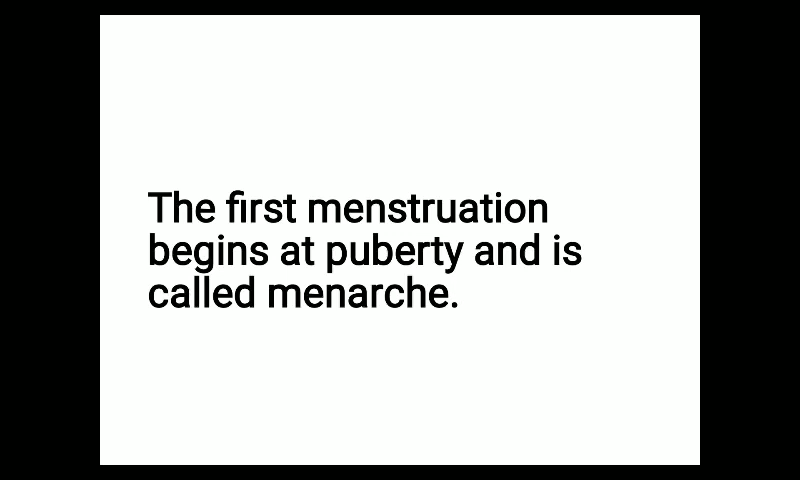 The first menstruation
begins at puberty and is
called menarche.